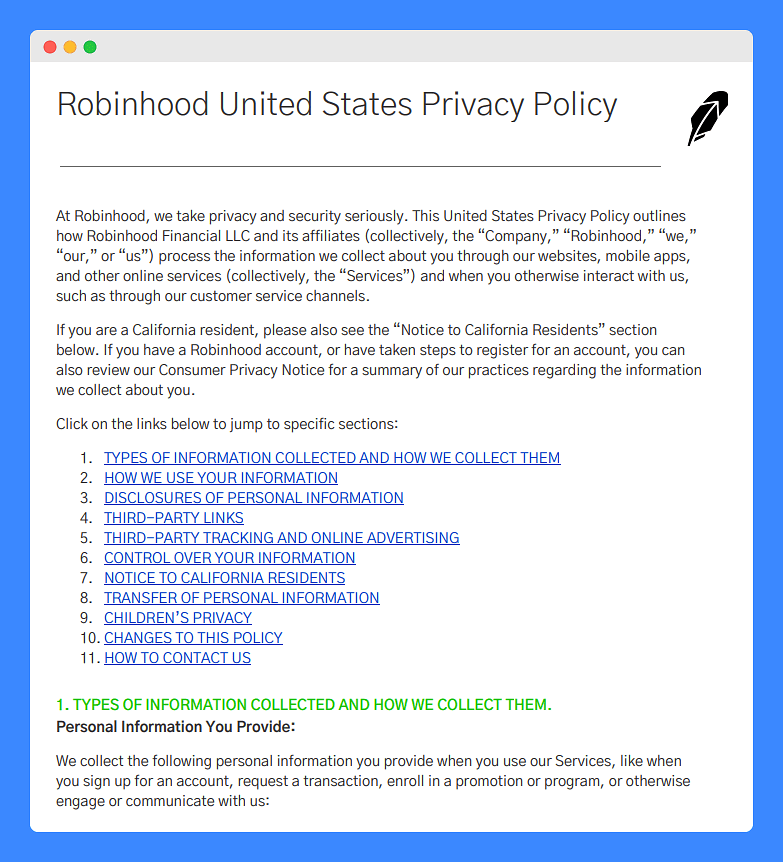 Robinhood United States Privacy Policy
At Robinhood, we take privacy and security seriously. This United States Privacy Policy outlines
how Robinhood Financial LLC and its affiliates (collectively, the “Company,” “Robinhood,” “we,”
“our,” or “us”) process the information we collect about you through our websites, mobile apps,
and other online services (collectively, the “Services”) and when you otherwise interact with us,
such as through our customer service channels.
If you are a California resident, please also see the “Notice to California Residents” section
below. If you have a Robinhood account, or have taken steps to register for an account, you can
also review our Consumer Privacy Notice for a summary of our practices regarding the information
we collect about you.
Click on the links below to jump to specific sections:
1. TYPES OF INFORMATION COLLECTED AND HOW WE COLLECT THEM
2. HOW WE USE YOUR INFORMATION
3. DISCLOSURES OF PERSONAL INFORMATION
4. THIRD-PARTY LINKS
5. THIRD-PARTY TRACKING AND ONLINE ADVERTISING
6. CONTROL OVER YOUR INFORMATION
7. NOTICE TO CALIFORNIA RESIDENTS
8. TRANSFER OF PERSONAL INFORMATION
9. CHILDREN’S PRIVACY
10. CHANGES TO THIS POLICY
11. HOW TO CONTACT US
1. TYPES OF INFORMATION COLLECTED AND HOW WE COLLECT THEM.
Personal Information You Provide:
We collect the following personal information you provide when you use our Services, like when
you sign up for an account, request a transaction, enroll in a promotion or program, or otherwise
engage or communicate with us: